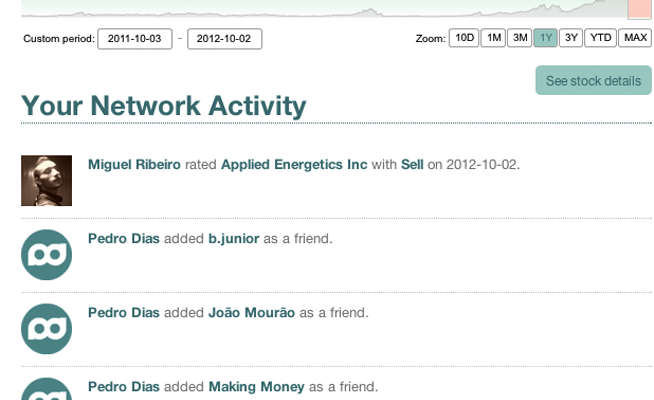 Custom period: 2011-10-03 - 2012-10-02 Zoom: 10D 1M 3M 1Y 3Y YTD MAX
See stock details
Your Network Activity
Miguel Ribeiro rated Applied Energetics Inc with Sell on 2012-10-02.
Pedro Dias added b.junior as a friend.
Pedro Dias added João Mourão as a friend.
Pedro Dias added Making Money as a friend.